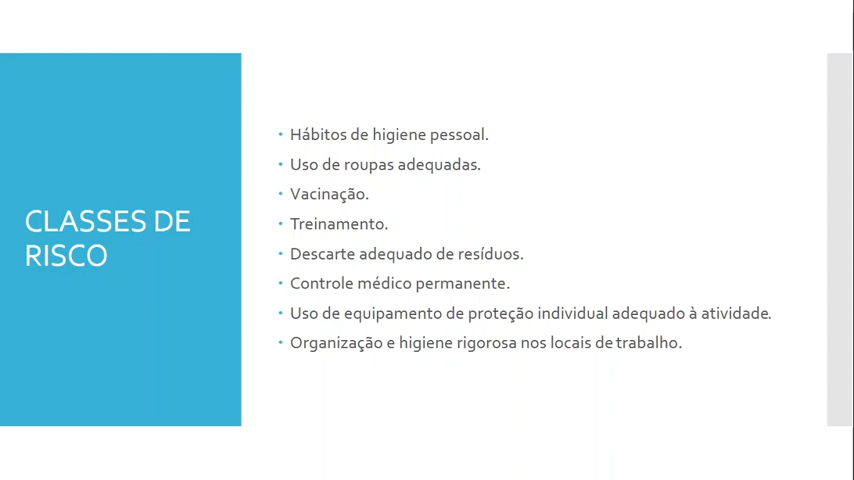 CLASSES DE
RISCO
Hábitos de higiene pessoal.
Uso de roupas adequadas.
Vacinação.
Treinamento.
Descarte adequado de resíduos.
Controle médico permanente.
Uso de equipamento de proteção individual adequado à atividade.
Organização e higiene rigorosa nos locais de trabalho.